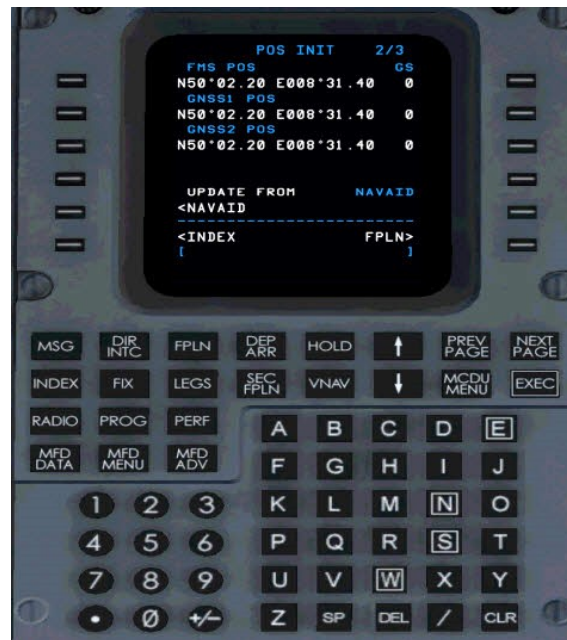 POS INIT 2/3
FMS POS GS
N50°02.20 E008°31.40 0
GNSS1 POS
N50°02.20 E008°31.40 0
GNSS2 POS
N50°02.20 E008°31.40 0
UPDATE FROM NAVAID
<NAVAID
------------------------
<INDEX FPLN>
[ ]
MSG DIR INTC FPLN DEP ARR HOLD ↑ PREV PAGE NEXT PAGE
INDEX FIX LEGS SEC FPLN VNAV ↓ MCDU MENU EXEC
RADIO PROG PERF
MFD DATA MFD MENU MFD ADV
A B C D E
F G H I J
1 2 3 K L M N O
4 5 6 P Q R S T
7 8 9 U V W X Y
. 0 +/- Z SP DEL / CLR